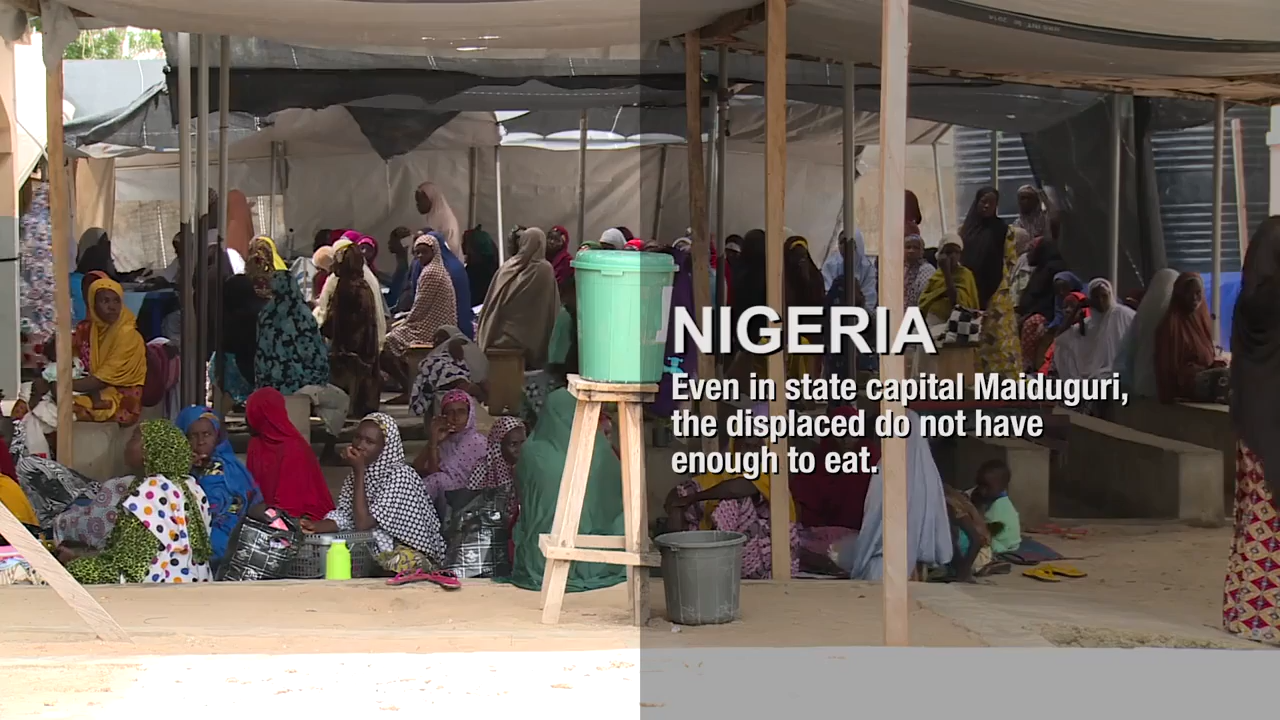 NIGERIA
Even in state capital Maiduguri,
the displaced do not have
enough to eat.